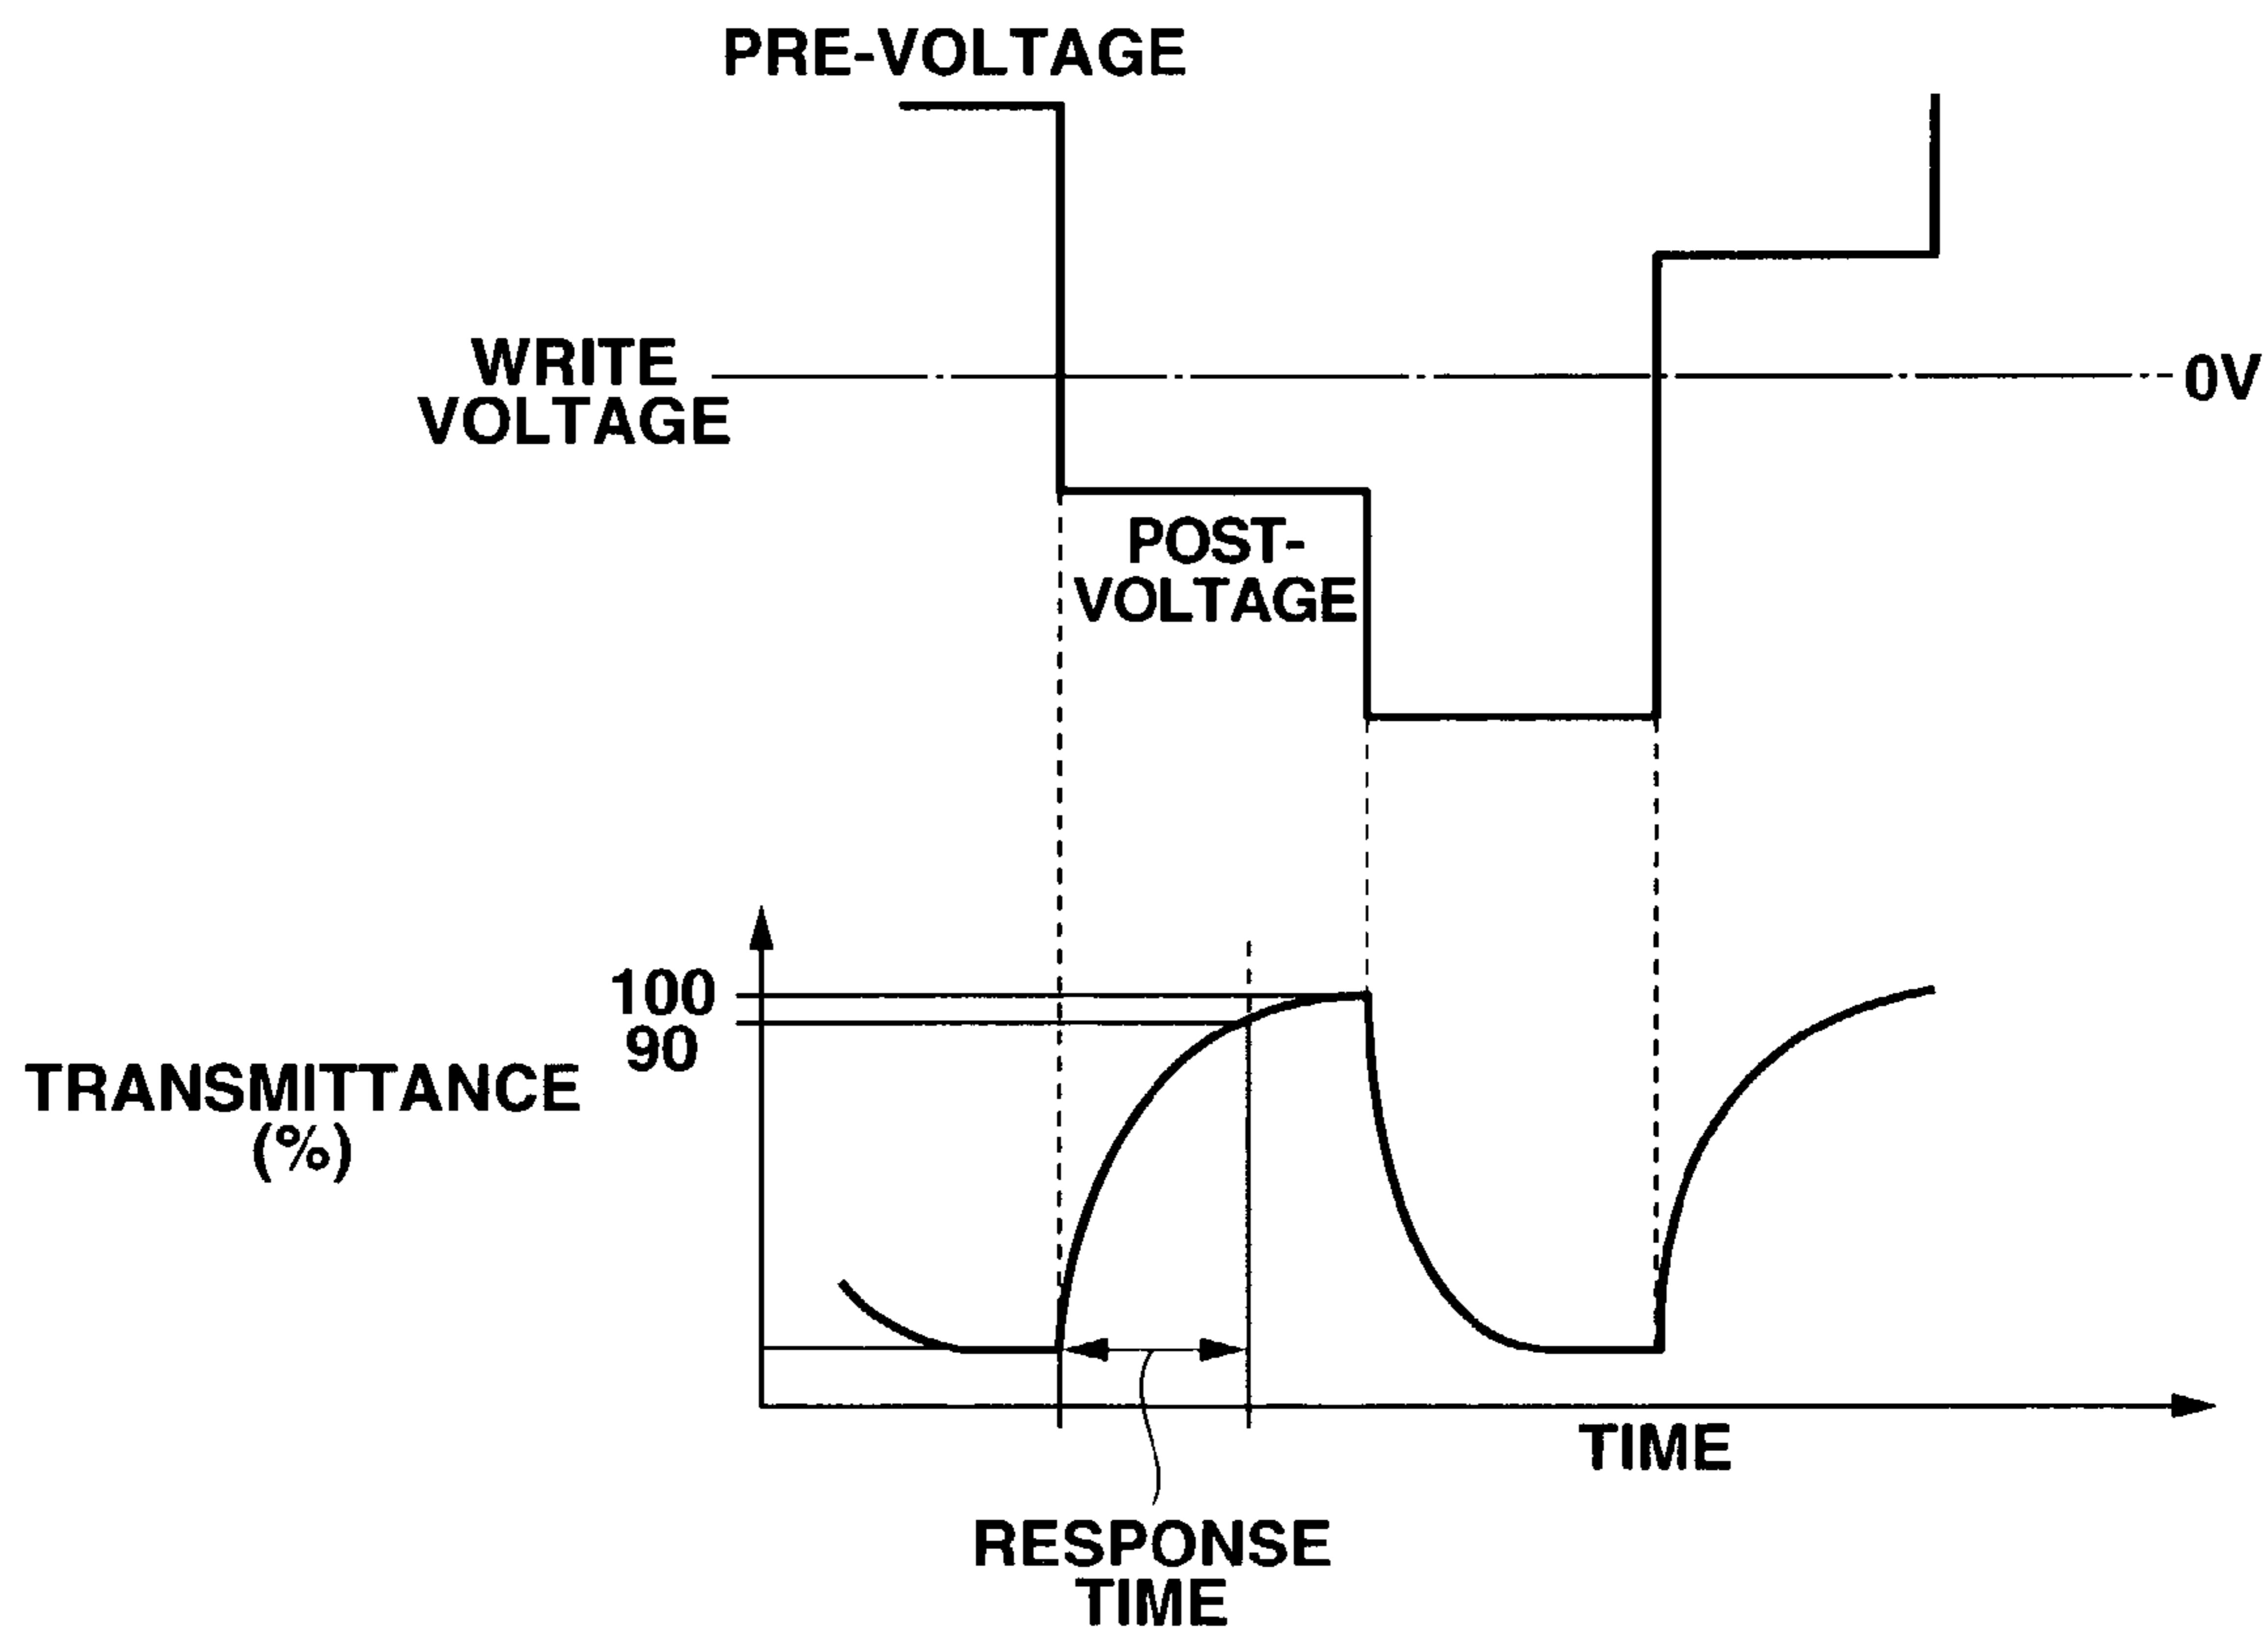 PRE-VOLTAGE
WRITE
VOLTAGE
0V
POST-
VOLTAGE
100
90
TRANSMITTANCE
(%)
TIME
RESPONSE
TIME